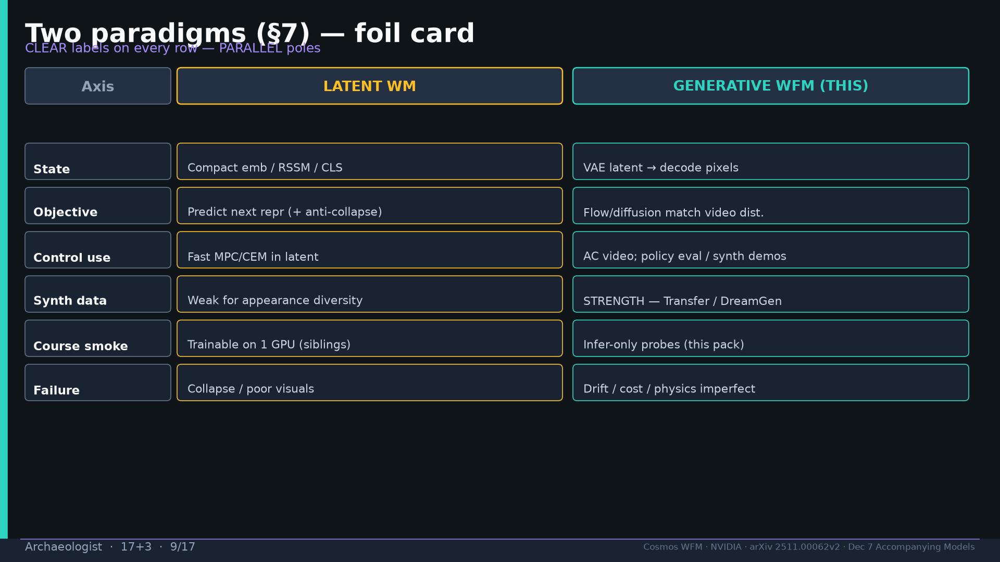 Two paradigms (§7) — foil card
CLEAR labels on every row — PARALLEL poles
Axis
LATENT WM
GENERATIVE WFM (THIS)
State
Compact emb / RSSM / CLS
VAE latent → decode pixels
Objective
Predict next repr (+ anti-collapse)
Flow/diffusion match video dist.
Control use
Fast MPC/CEM in latent
AC video; policy eval / synth demos
Synth data
Weak for appearance diversity
STRENGTH — Transfer / DreamGen
Course smoke
Trainable on 1 GPU (siblings)
Infer-only probes (this pack)
Failure
Collapse / poor visuals
Drift / cost / physics imperfect
Archaeologist · 17+3 · 9/17
Cosmos WFM · NVIDIA · arXiv 2511.00062v2 · Dec 7 Accompanying Models